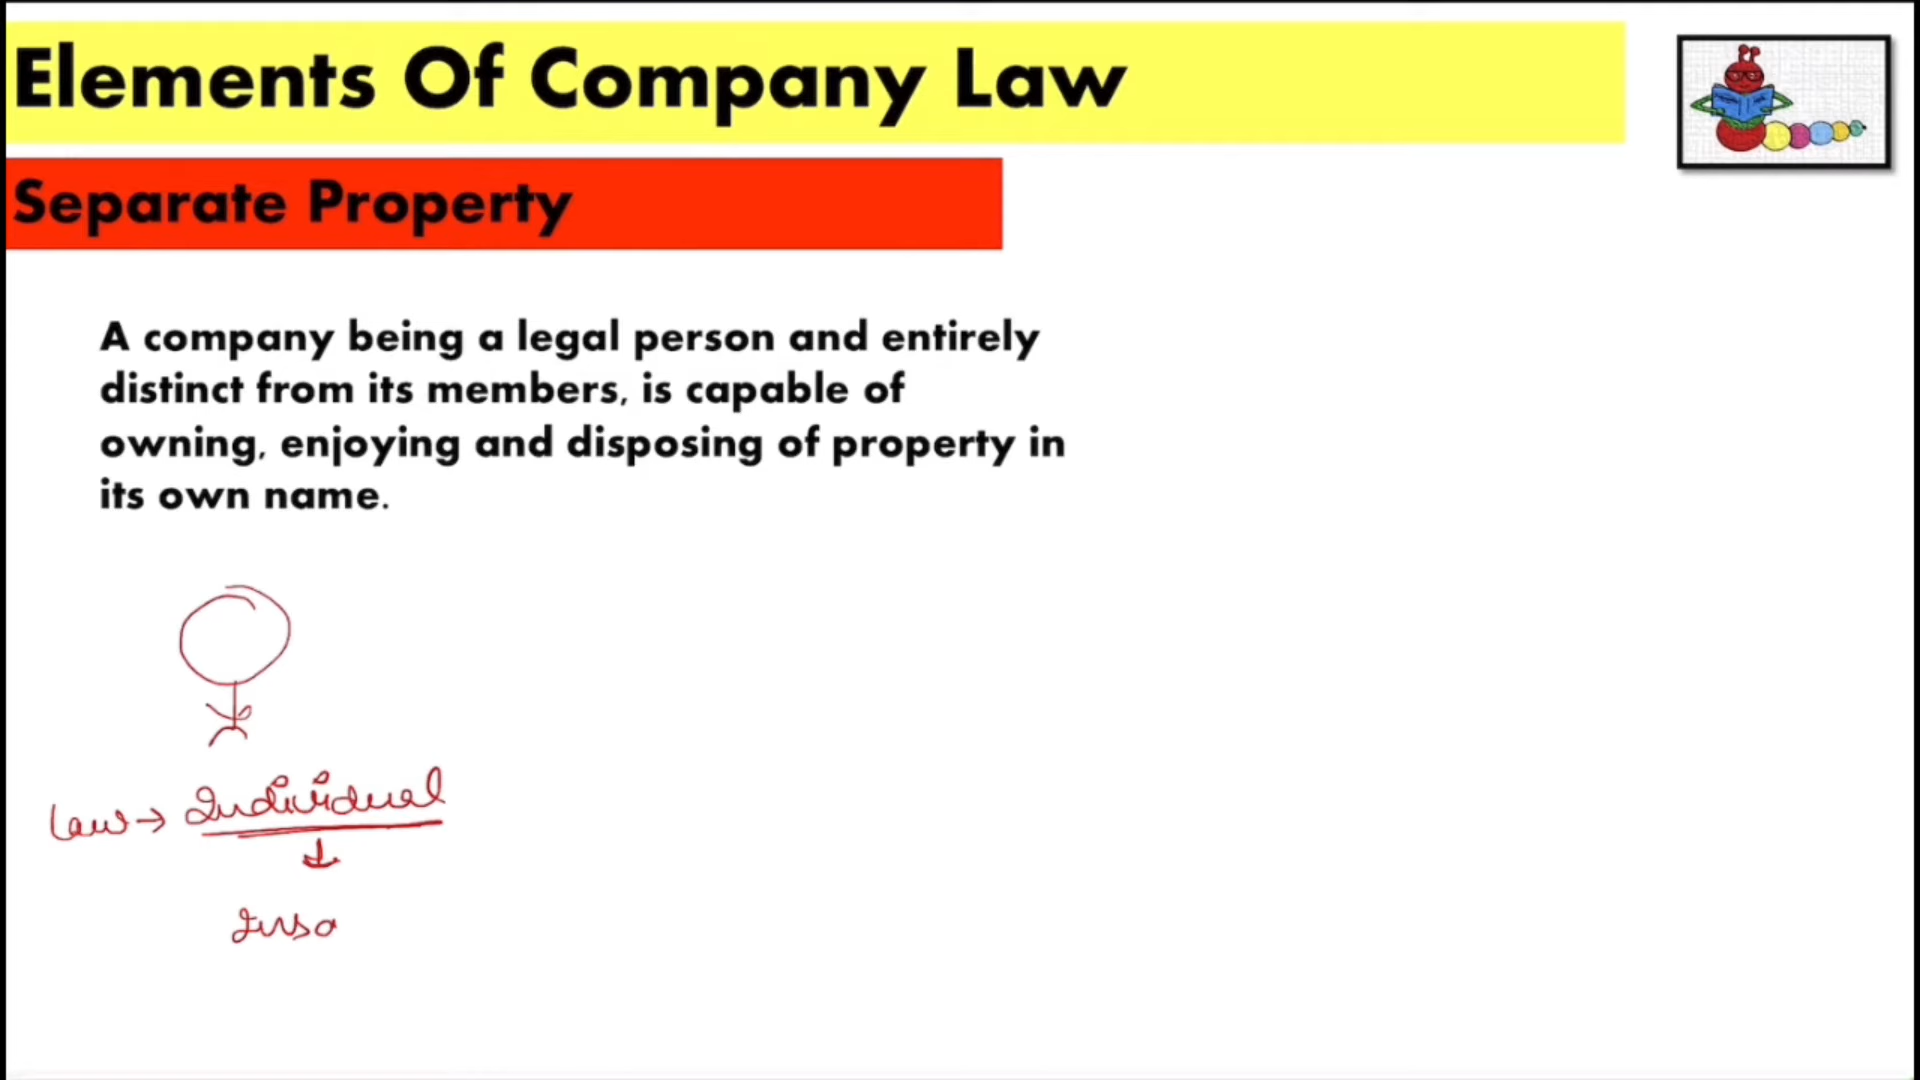 Elements Of Company Law
Separate Property
A company being a legal person and entirely
distinct from its members, is capable of
owning, enjoying and disposing of property in
its own name.
Law → Individual
↓